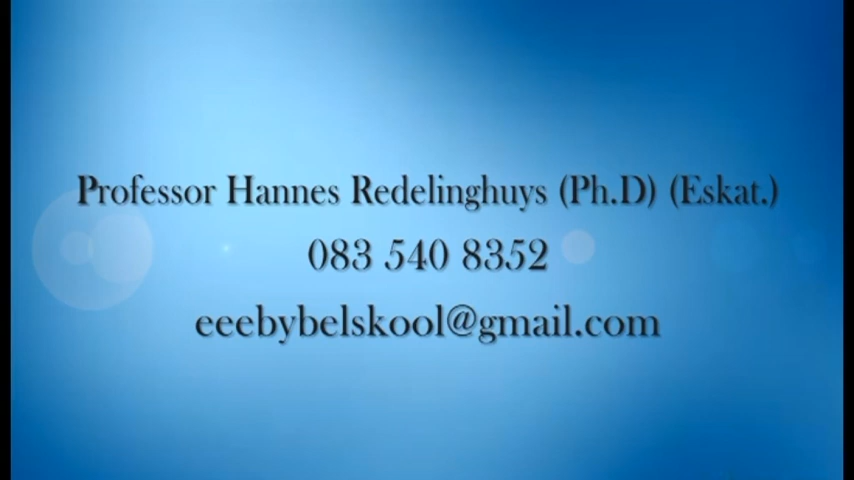 Professor Hannes Redelinghuys (Ph.D) (Eskat.)
083 540 8352
eeebybelskool@gmail.com